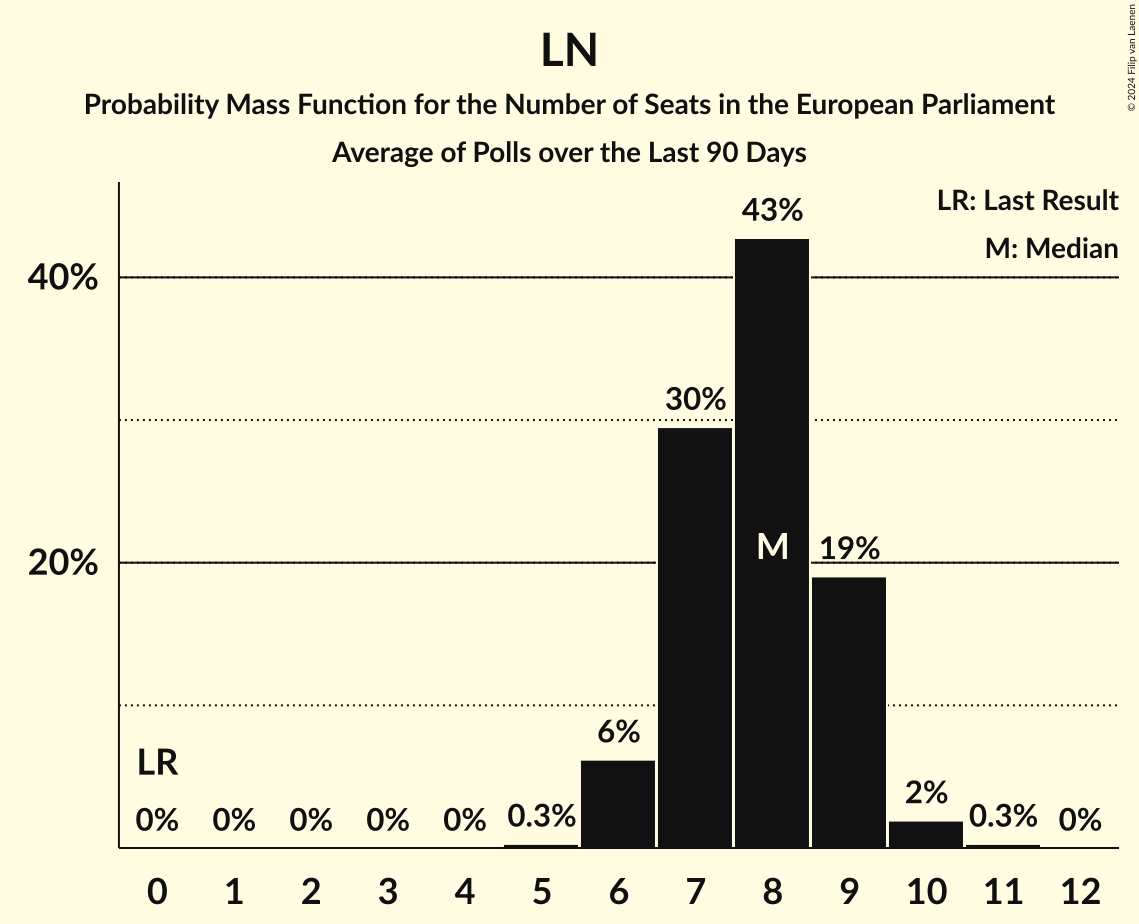 LN
Probability Mass Function for the Number of Seats in the European Parliament
Average of Polls over the Last 90 Days
© 2024 Filip van Laenen
LR: Last Result
M: Median
43%
40%
30%
M
19%
20%
6%
LR
2%
0% 0% 0% 0% 0% 0.3% 0.3% 0%
0 1 2 3 4 5 6 7 8 9 10 11 12